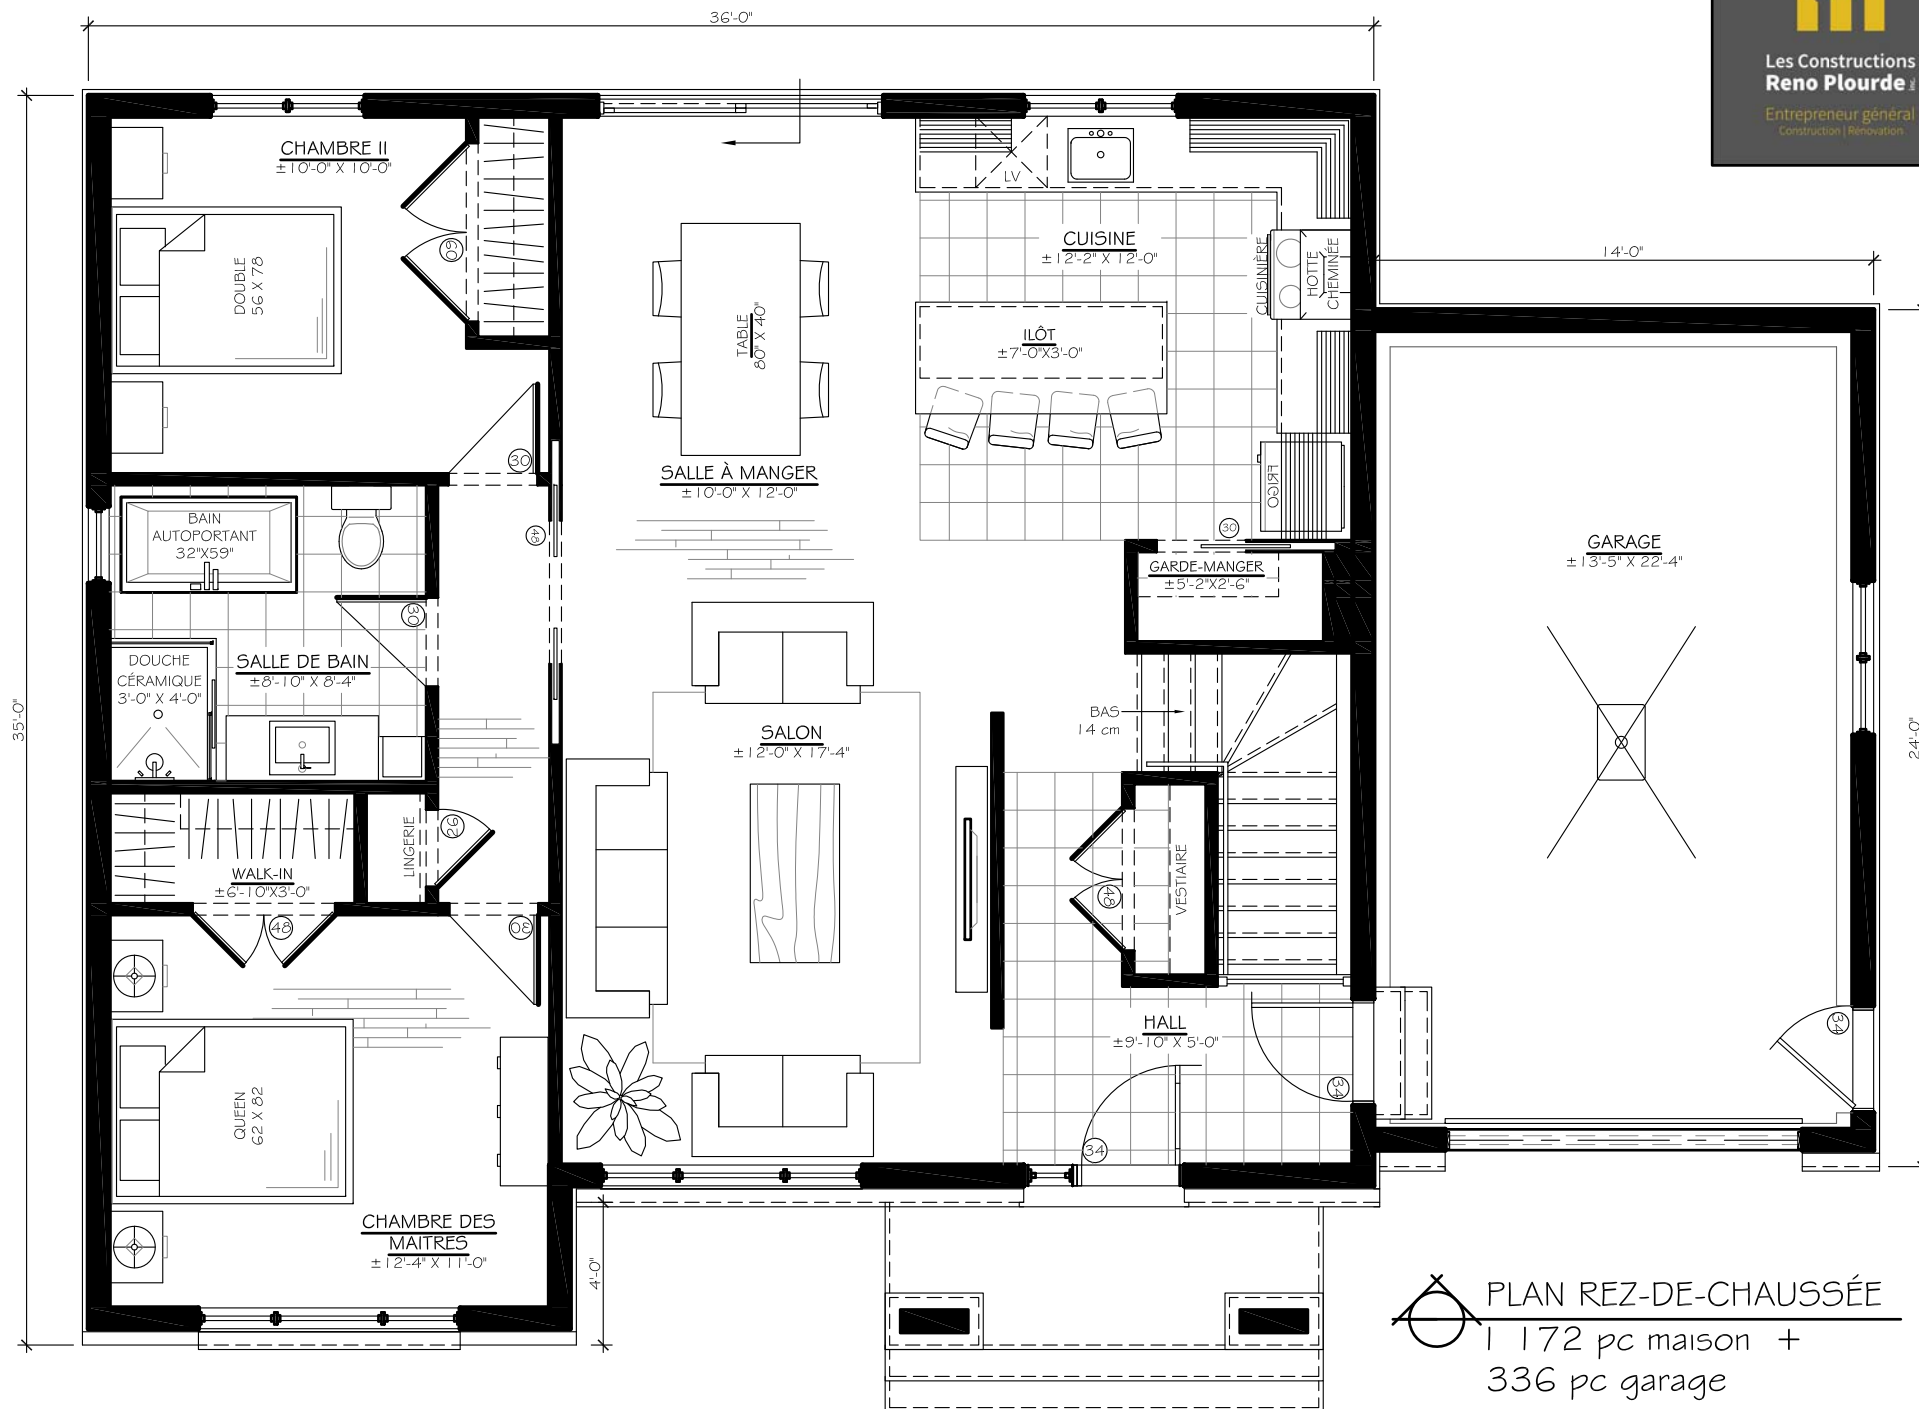 36'-0"
Les Constructions
Reno Plourde inc.
Entrepreneur général
Construction | Rénovation
CHAMBRE II
±10'-0" X 10'-0"
LV
CUISINE
±12'-2" X 12'-0"
CUISINIÈRE
HOTTE
CHEMINÉE
14'-0"
60
DOUBLE
56 X 78
TABLE
80" X 40"
ILÔT
±7'-0"X3'-0"
30
SALLE À MANGER
±10'-0" X 12'-0"
FRIGO
BAIN
AUTOPORTANT
32"X59"
48
30
GARDE-MANGER
±5'-2"X2'-6"
GARAGE
±13'-5" X 22'-4"
30
DOUCHE
CÉRAMIQUE
3'-0" X 4'-0"
SALLE DE BAIN
±8'-10" X 8'-4"
35'-0"
SALON
±12'-0" X 17'-4"
BAS
14 cm
24'-0"
LINGERIE
26
WALK-IN
±6'-10"X3'-0"
48
30
VESTIAIRE
48
HALL
±9'-10" X 5'-0"
34
34
34
QUEEN
62 X 82
CHAMBRE DES
MAITRES
±12'-4" X 11'-0"
4'-0"
PLAN REZ-DE-CHAUSSÉE
1 172 pc maison +
336 pc garage